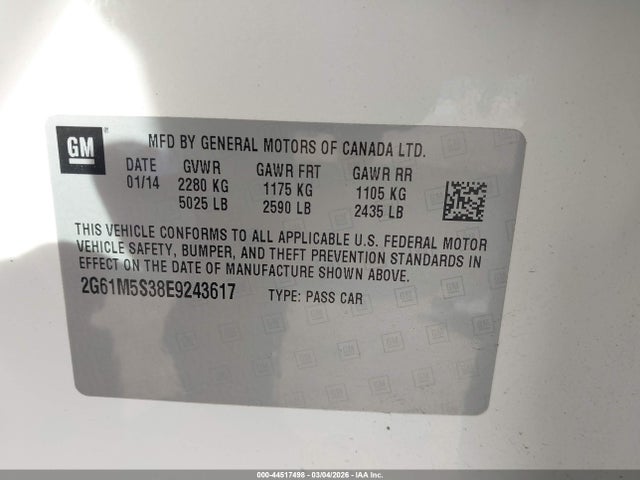 GM
MFD BY GENERAL MOTORS OF CANADA LTD.
DATE GVWR GAWR FRT GAWR RR
01/14 2280 KG 1175 KG 1105 KG
5025 LB 2590 LB 2435 LB
THIS VEHICLE CONFORMS TO ALL APPLICABLE U.S. FEDERAL MOTOR
VEHICLE SAFETY, BUMPER, AND THEFT PREVENTION STANDARDS IN
EFFECT ON THE DATE OF MANUFACTURE SHOWN ABOVE.
2G61M5S38E9243617 TYPE: PASS CAR
000-44517498 - 03/04/2026 - IAA Inc.